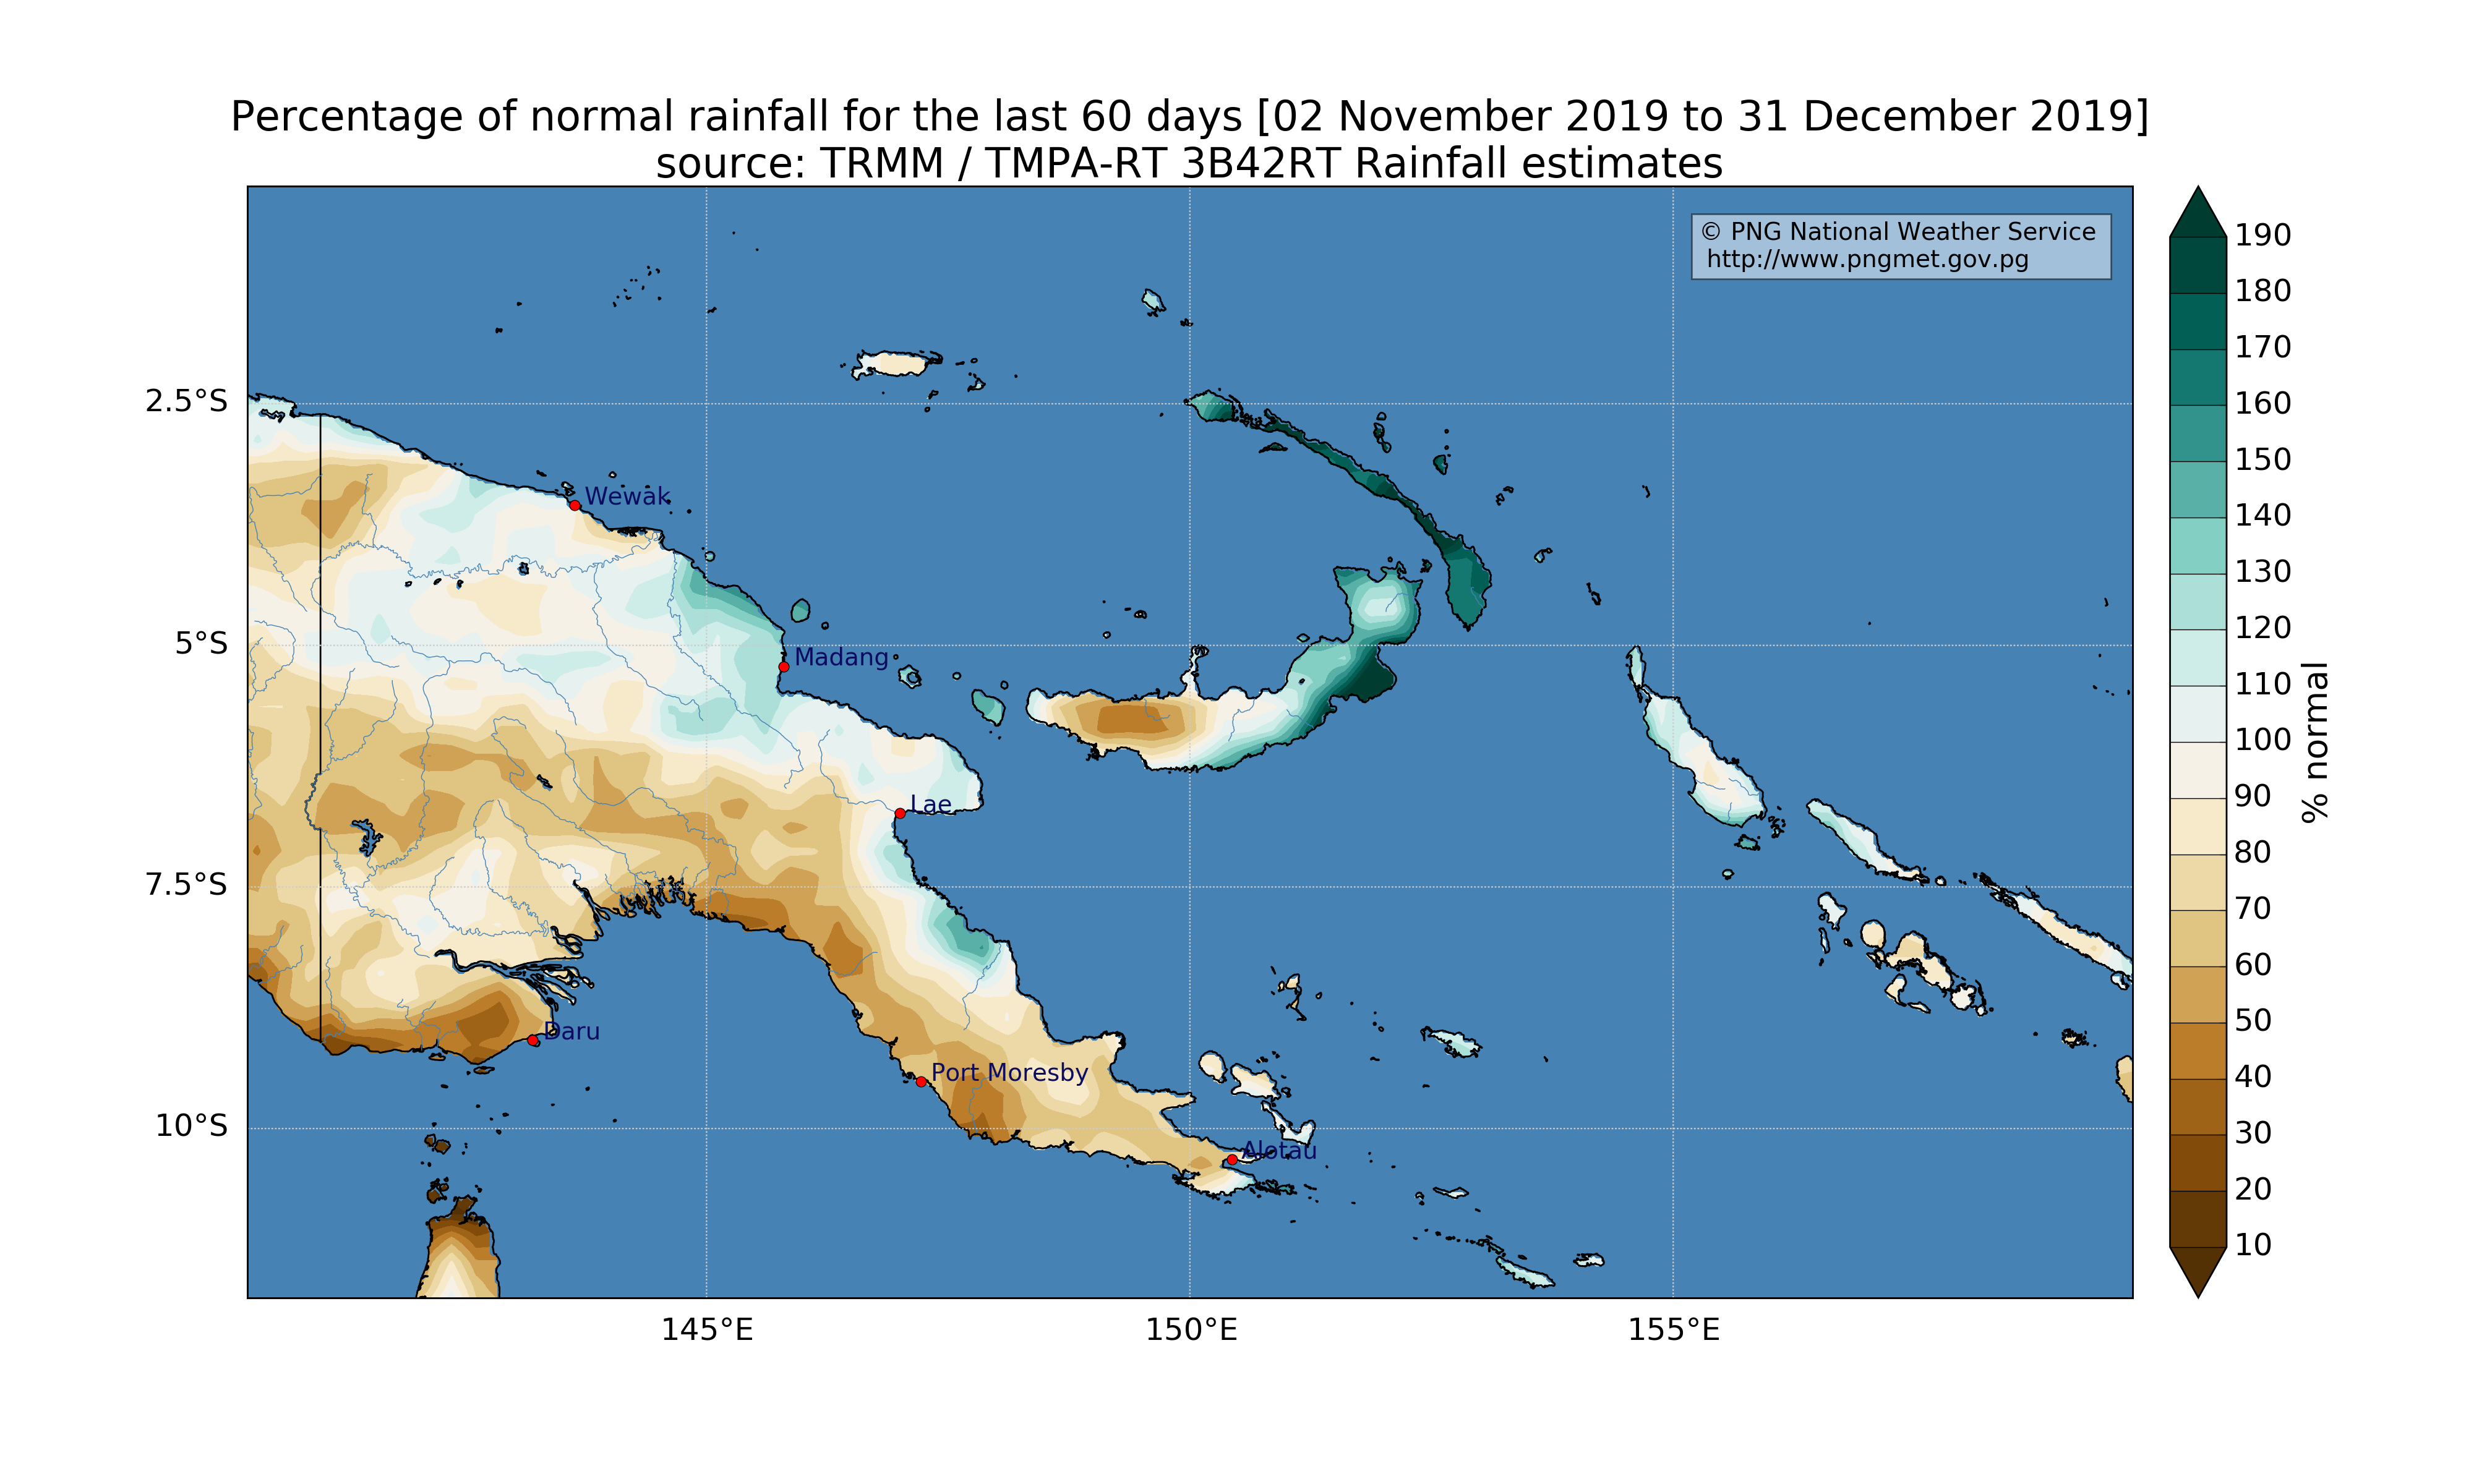 Percentage of normal rainfall for the last 60 days [02 November 2019 to 31 December 2019]
source: TRMM / TMPA-RT 3B42RT Rainfall estimates
© PNG National Weather Service
http://www.pngmet.gov.pg
2.5°S
5°S
7.5°S
10°S
145°E
150°E
155°E
Wewak
Madang
Lae
Daru
Port Moresby
Alotau
190
180
170
160
150
140
130
120
110
100
90
80
70
60
50
40
30
20
10
% normal